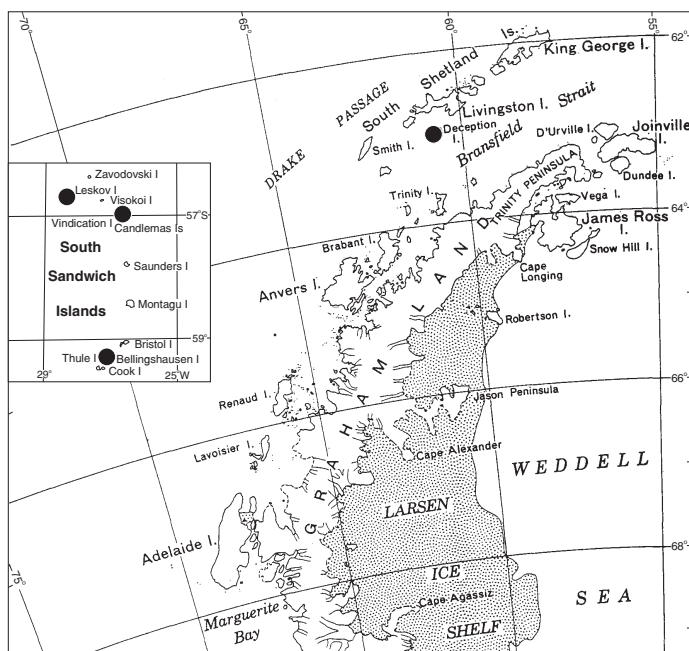 -70°
65°
60°
55°
62°
Is.
King George I.
Shetland
South
PASSAGE
DRAKE
Livingston I.
Strait
Bransfield
Deception
I.
Smith I.
D'Urville I.
Joinville
I.
Dundee I.
TRINITY PENINSULA
Trinity I.
Vega I.
64°
James Ross
I.
Snow Hill I.
Brabant I.
Anvers I.
Cape
Longing
Robertson I.
GRAHAM LAND
Renaud I.
66°
Jason Peninsula
Lavoisier I.
Cape Alexander
WEDDELL
SEA
LARSEN
ICE
SHELF
Adelaide I.
68°
Cape Agassiz
Marguerite
Bay
-75°
Zavodovski I
Leskov I
Visokoi I
57°S
Vindication I
Candlemas Is
South
Sandwich
Islands
Saunders I
Montagu I
59°
Bristol I
Thule I
Bellingshausen I
Cook I
29°
25°W